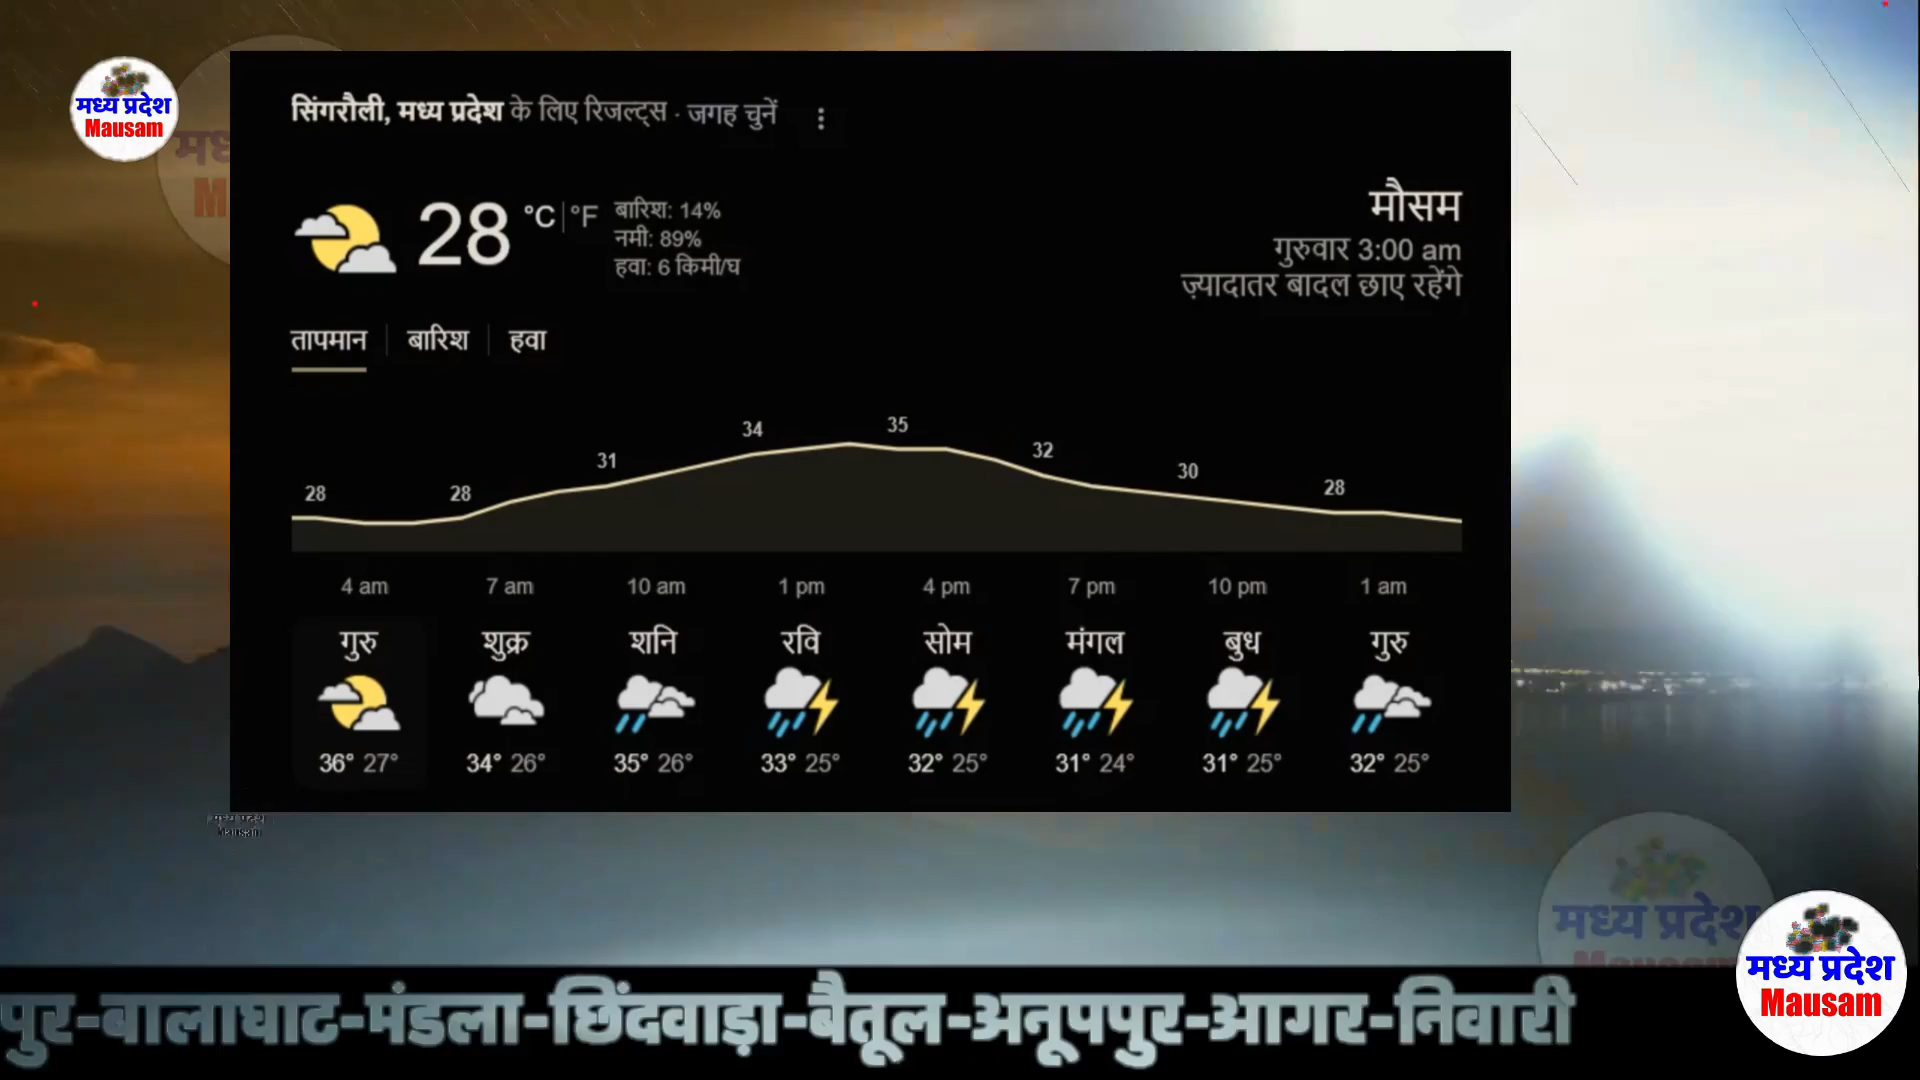 मध्य प्रदेश
Mausam
सिंगरौली, मध्य प्रदेश के लिए रिजल्ट्स · जगह चुनें
28 °C | °F
बारिश: 14%
नमी: 89%
हवा: 6 किमी/घ
मौसम
गुरुवार 3:00 am
ज़्यादातर बादल छाए रहेंगे
तापमान | बारिश | हवा
28 28 31 34 35 32 30 28
4 am 7 am 10 am 1 pm 4 pm 7 pm 10 pm 1 am
गुरु शुक्र शनि रवि सोम मंगल बुध गुरु
36° 27° 34° 26° 35° 26° 33° 25° 32° 25° 31° 24° 31° 25° 32° 25°
मध्य प्रदेश
Mausam
मध्य प्रदेश
पुर-बालाघाट-मंडला-छिंदवाड़ा-बैतूल-अनूपपुर-आगर-निवारी
मध्य प्रदेश
Mausam